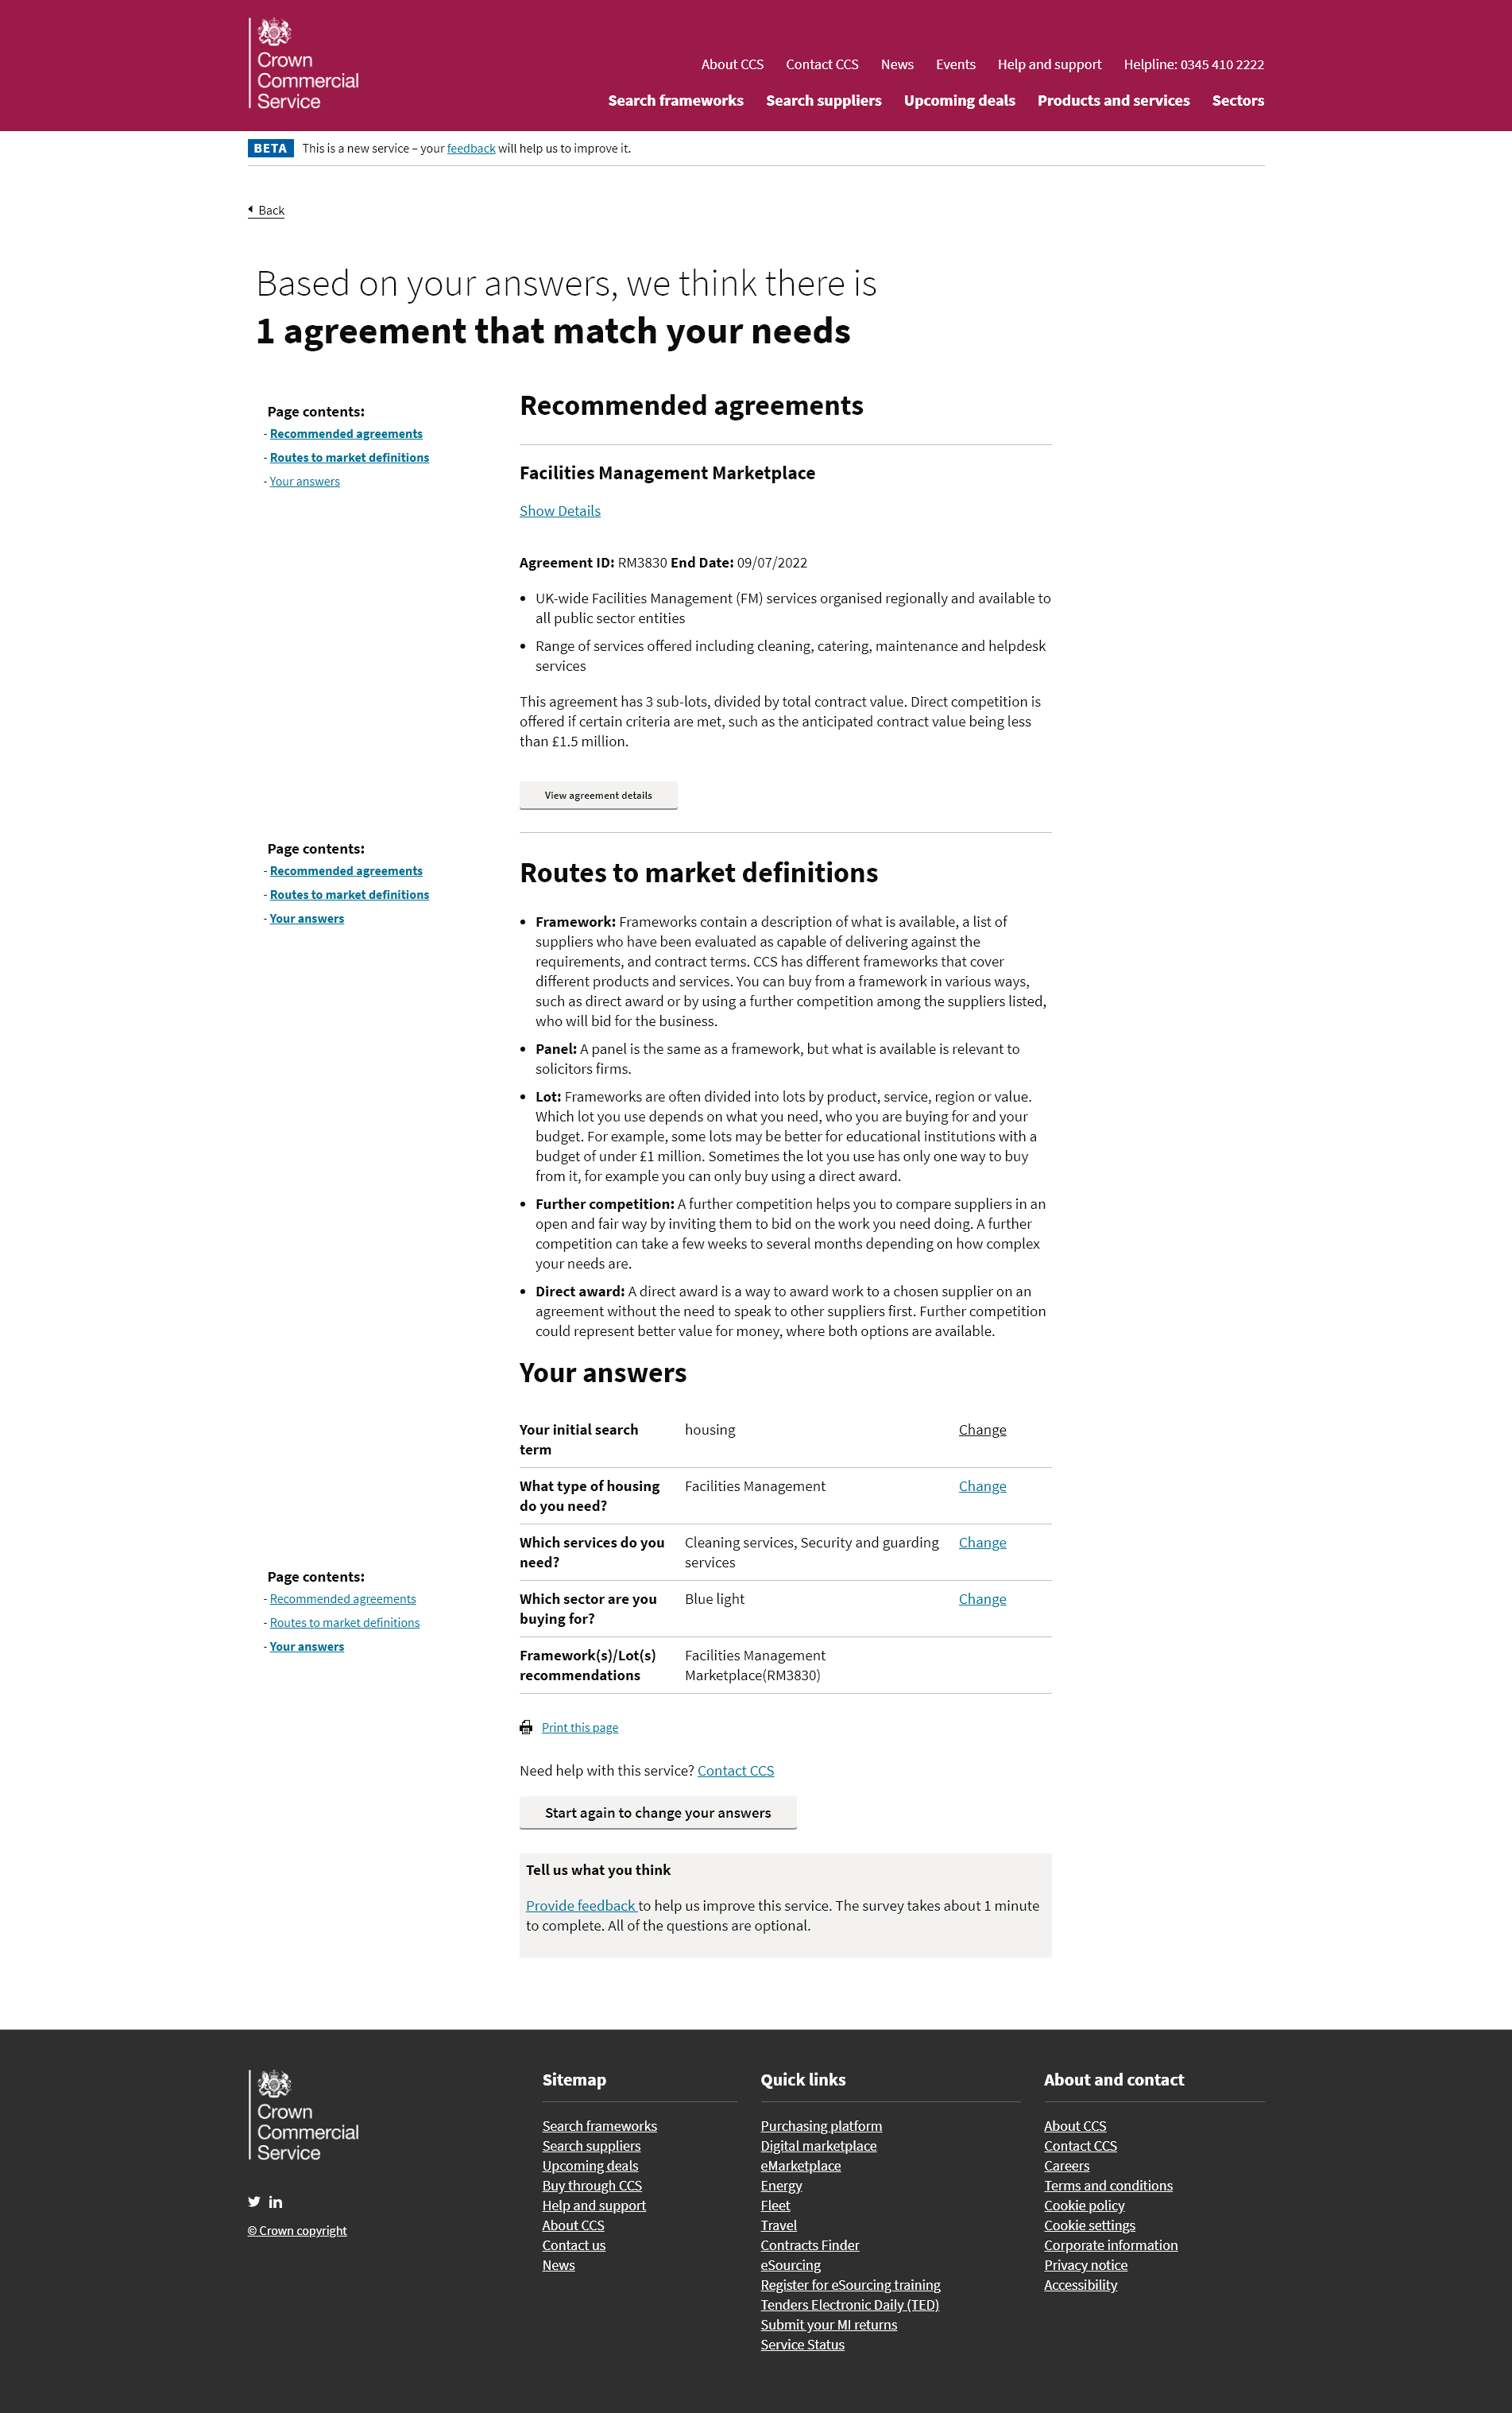 Crown
Commercial
Service
About CCS Contact CCS News Events Help and support Helpline: 0345 410 2222
Search frameworks Search suppliers Upcoming deals Products and services Sectors
BETA This is a new service – your feedback will help us to improve it.
Back
Based on your answers, we think there is
1 agreement that match your needs
Page contents:
- Recommended agreements
- Routes to market definitions
- Your answers
Recommended agreements
Facilities Management Marketplace
Show Details
Agreement ID: RM3830 End Date: 09/07/2022
• UK-wide Facilities Management (FM) services organised regionally and available to
all public sector entities
• Range of services offered including cleaning, catering, maintenance and helpdesk
services
This agreement has 3 sub-lots, divided by total contract value. Direct competition is
offered if certain criteria are met, such as the anticipated contract value being less
than £1.5 million.
View agreement details
Page contents:
- Recommended agreements
- Routes to market definitions
- Your answers
Routes to market definitions
• Framework: Frameworks contain a description of what is available, a list of
suppliers who have been evaluated as capable of delivering against the
requirements, and contract terms. CCS has different frameworks that cover
different products and services. You can buy from a framework in various ways,
such as direct award or by using a further competition among the suppliers listed,
who will bid for the business.
• Panel: A panel is the same as a framework, but what is available is relevant to
solicitors firms.
• Lot: Frameworks are often divided into lots by product, service, region or value.
Which lot you use depends on what you need, who you are buying for and your
budget. For example, some lots may be better for educational institutions with a
budget of under £1 million. Sometimes the lot you use has only one way to buy
from it, for example you can only buy using a direct award.
• Further competition: A further competition helps you to compare suppliers in an
open and fair way by inviting them to bid on the work you need doing. A further
competition can take a few weeks to several months depending on how complex
your needs are.
• Direct award: A direct award is a way to award work to a chosen supplier on an
agreement without the need to speak to other suppliers first. Further competition
could represent better value for money, where both options are available.
Your answers
Your initial search housing Change
term
What type of housing Facilities Management Change
do you need?
Which services do you Cleaning services, Security and guarding Change
need? services
Page contents:
- Recommended agreements
- Routes to market definitions
- Your answers
Which sector are you Blue light Change
buying for?
Framework(s)/Lot(s) Facilities Management
recommendations Marketplace(RM3830)
Print this page
Need help with this service? Contact CCS
Start again to change your answers
Tell us what you think
Provide feedback to help us improve this service. The survey takes about 1 minute
to complete. All of the questions are optional.
Crown
Commercial
Service
© Crown copyright
Sitemap
Search frameworks
Search suppliers
Upcoming deals
Buy through CCS
Help and support
About CCS
Contact us
News
Quick links
Purchasing platform
Digital marketplace
eMarketplace
Energy
Fleet
Travel
Contracts Finder
eSourcing
Register for eSourcing training
Tenders Electronic Daily (TED)
Submit your MI returns
Service Status
About and contact
About CCS
Contact CCS
Careers
Terms and conditions
Cookie policy
Cookie settings
Corporate information
Privacy notice
Accessibility